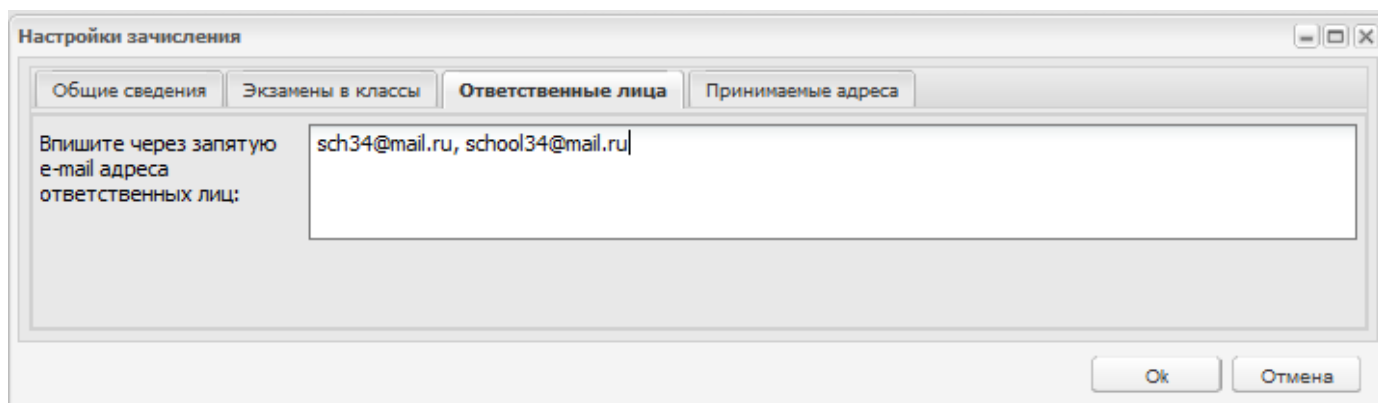 Настройки зачисления
Общие сведения Экзамены в классы Ответственные лица Принимаемые адреса
Впишите через запятую
e-mail адреса
ответственных лиц:
sch34@mail.ru, school34@mail.ru
Ok Отмена